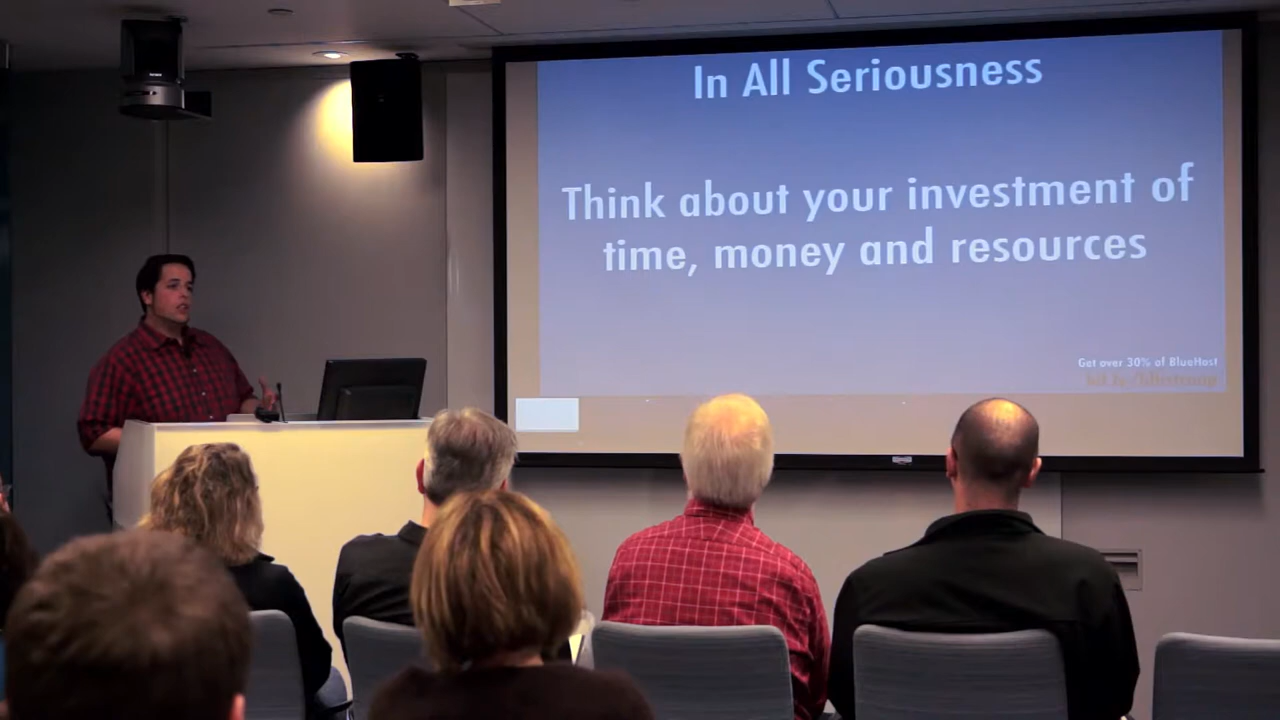 In All Seriousness
Think about your investment of
time, money and resources
Get over 30% of BlueHost